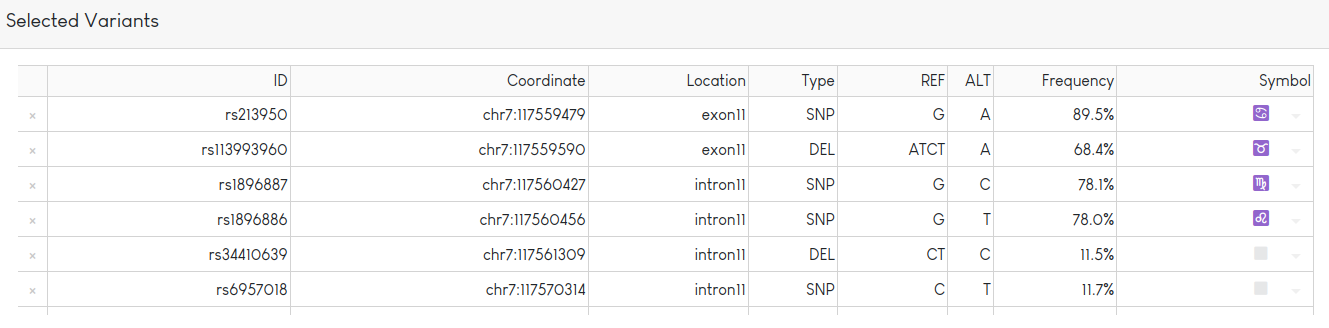 Selected Variants
ID Coordinate Location Type REF ALT Frequency Symbol
× rs213950 chr7:117559479 exon11 SNP G A 89.5% ♋
× rs113993960 chr7:117559590 exon11 DEL ATCT A 68.4% ♉
× rs1896887 chr7:117560427 intron11 SNP G C 78.1% ♍
× rs1896886 chr7:117560456 intron11 SNP G T 78.0% ♌
× rs34410639 chr7:117561309 intron11 DEL CT C 11.5%
× rs6957018 chr7:117570314 intron11 SNP C T 11.7%